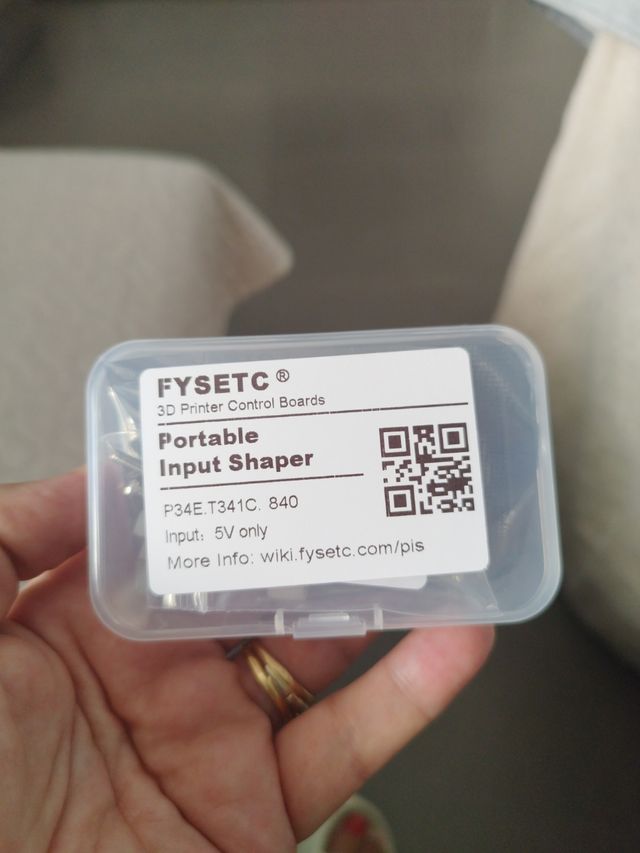 FYSETC ®
3D Printer Control Boards
Portable
Input Shaper
P34E.T341C. 840
Input: 5V only
More Info: wiki.fysetc.com/pis